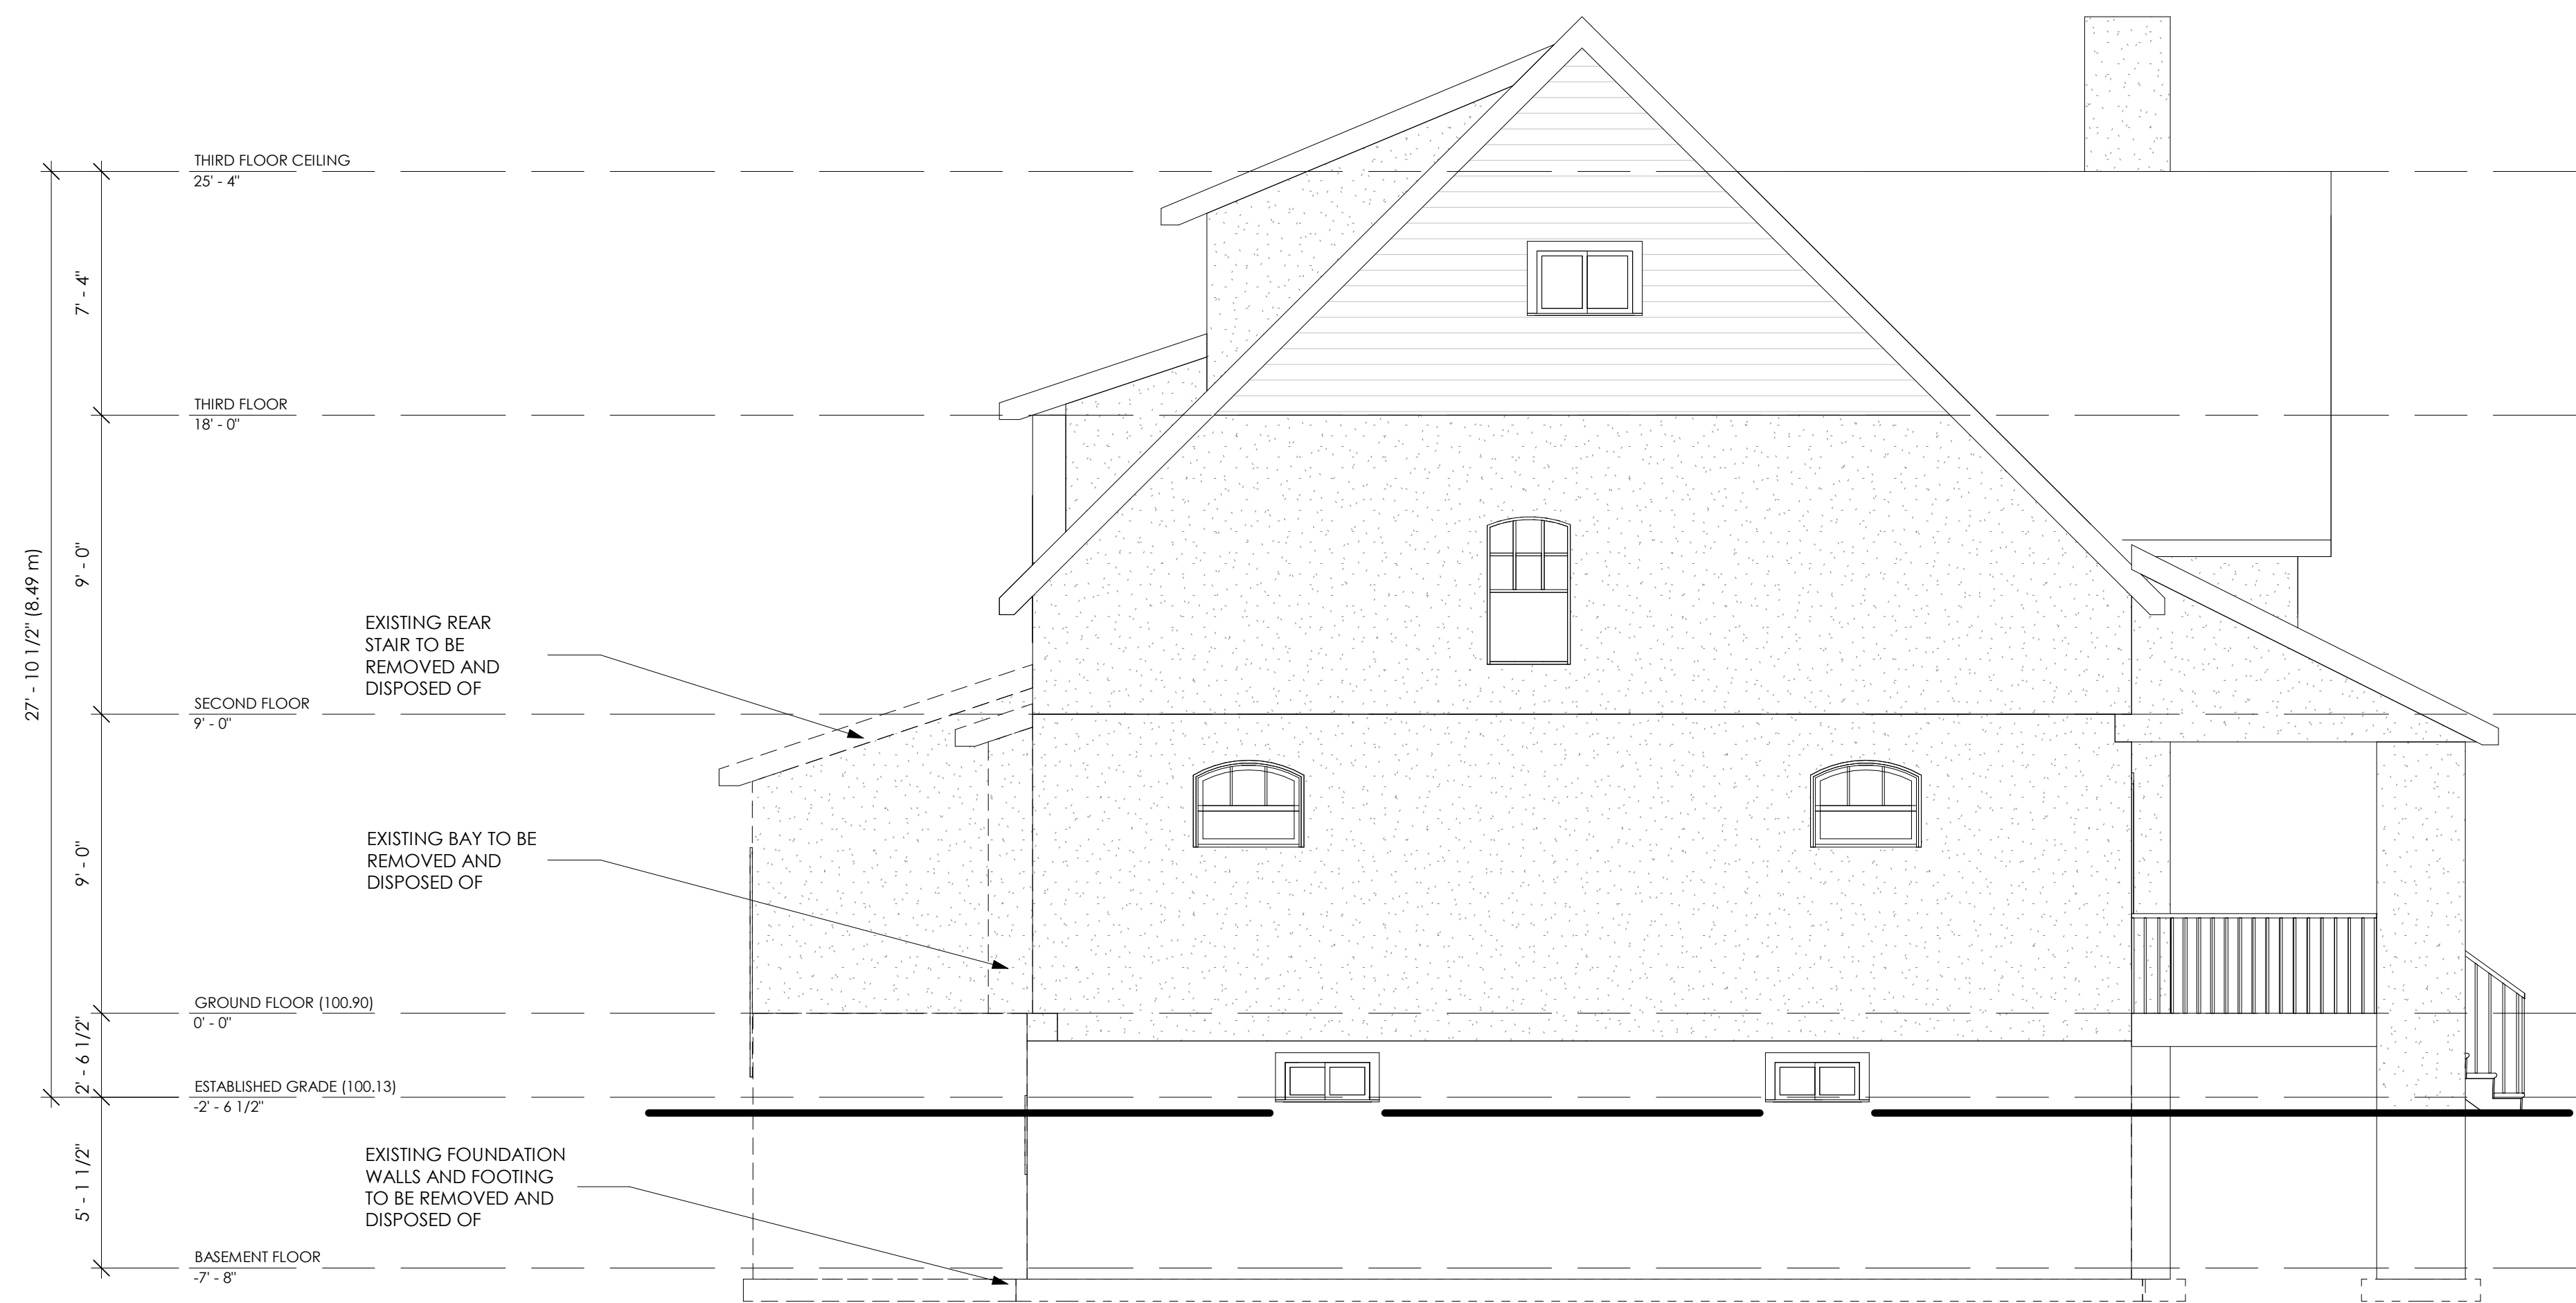 THIRD FLOOR CEILING
25' - 4"
7' - 4"
THIRD FLOOR
18' - 0"
9' - 0"
27' - 10 1/2" (8.49 m)
EXISTING REAR
STAIR TO BE
REMOVED AND
DISPOSED OF
SECOND FLOOR
9' - 0"
EXISTING BAY TO BE
REMOVED AND
DISPOSED OF
9' - 0"
GROUND FLOOR (100.90)
0' - 0"
2' - 6 1/2"
ESTABLISHED GRADE (100.13)
-2' - 6 1/2"
EXISTING FOUNDATION
WALLS AND FOOTING
TO BE REMOVED AND
DISPOSED OF
5' - 1 1/2"
BASEMENT FLOOR
-7' - 8"